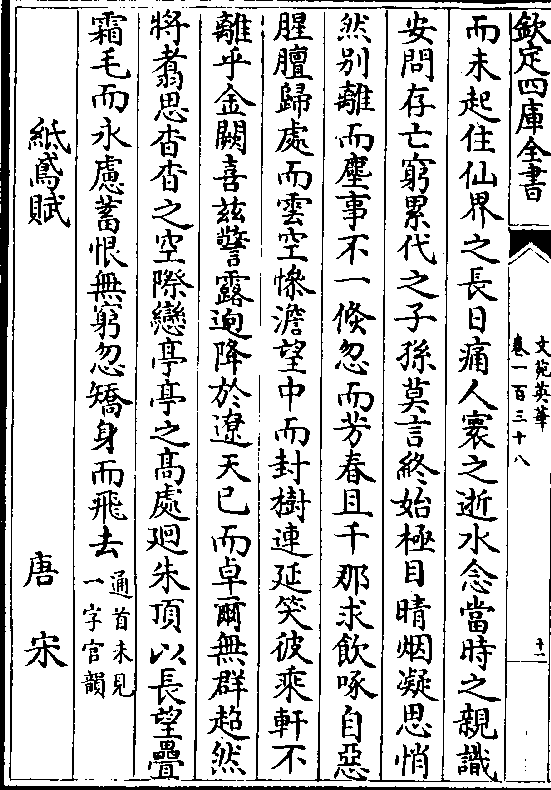 欽定四庫全書
文苑英華
卷一百三十八
十二
而未起住仙界之長日痛人寰之逝水念當時之親識
安問存亡窮累代之子孫莫言終始極目晴烟凝思悄
然別離而塵事不一倏忽而芳春且千那求飲啄自惡
腥膻歸處而雲空慘澹望中而封樹連延笑彼乘軒不
離乎金闕喜兹警露逈降於遼天已而卓爾無群超然
將翥思杳杳之空際戀亭亭之髙處廻朱頂以長望疊
霜毛而永慮蓄恨無窮忽矯身而飛去通首未見
一字官韻
紙鳶賦 唐宋